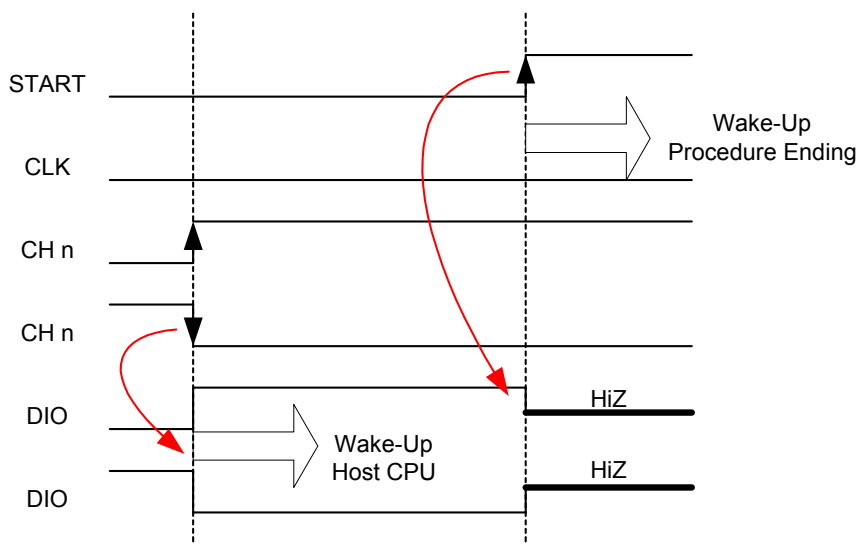 START
Wake-Up
Procedure Ending
CLK
CH n
CH n
HiZ
DIO
Wake-Up
Host CPU
HiZ
DIO